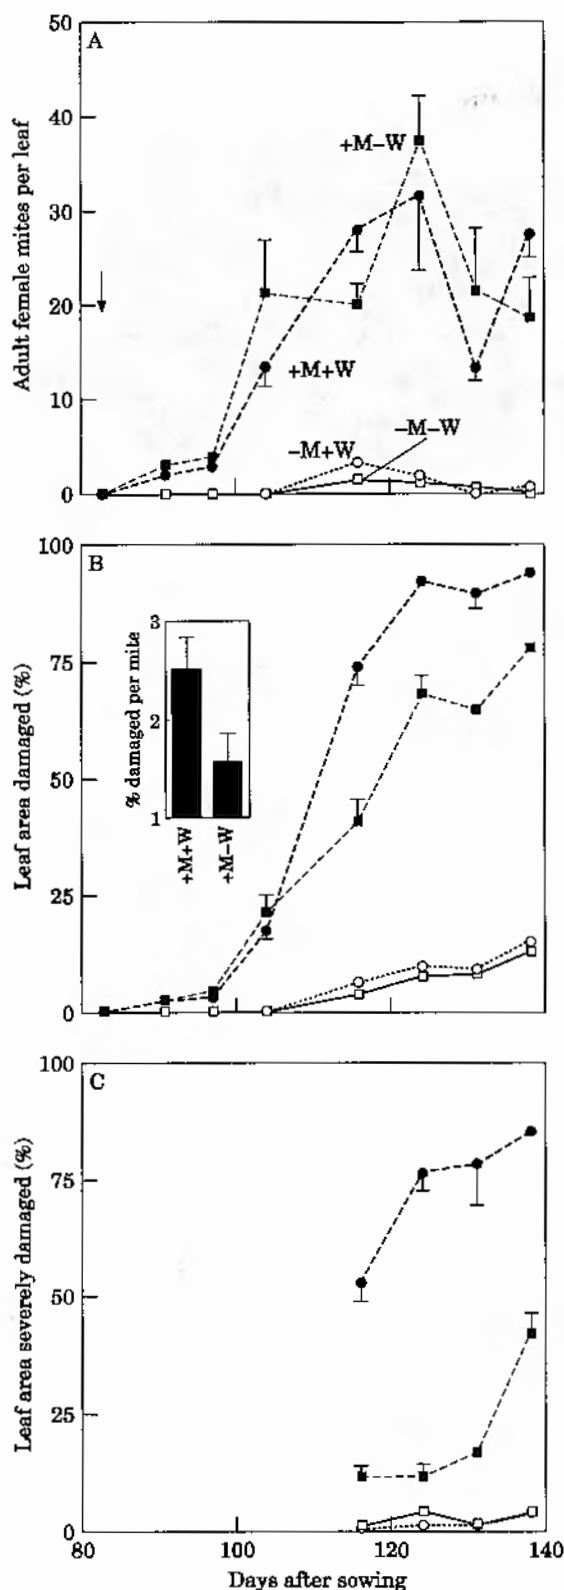 A
50
40
30
20
10
0
Adult female mites per leaf
+M–W
+M+W
–M+W
–M–W
B
100
75
50
25
0
Leaf area damaged (%)
3
2
1
% damaged per mite
+M+W
+M–W
C
100
75
50
25
0
Leaf area severely damaged (%)
80
100
120
140
Days after sowing